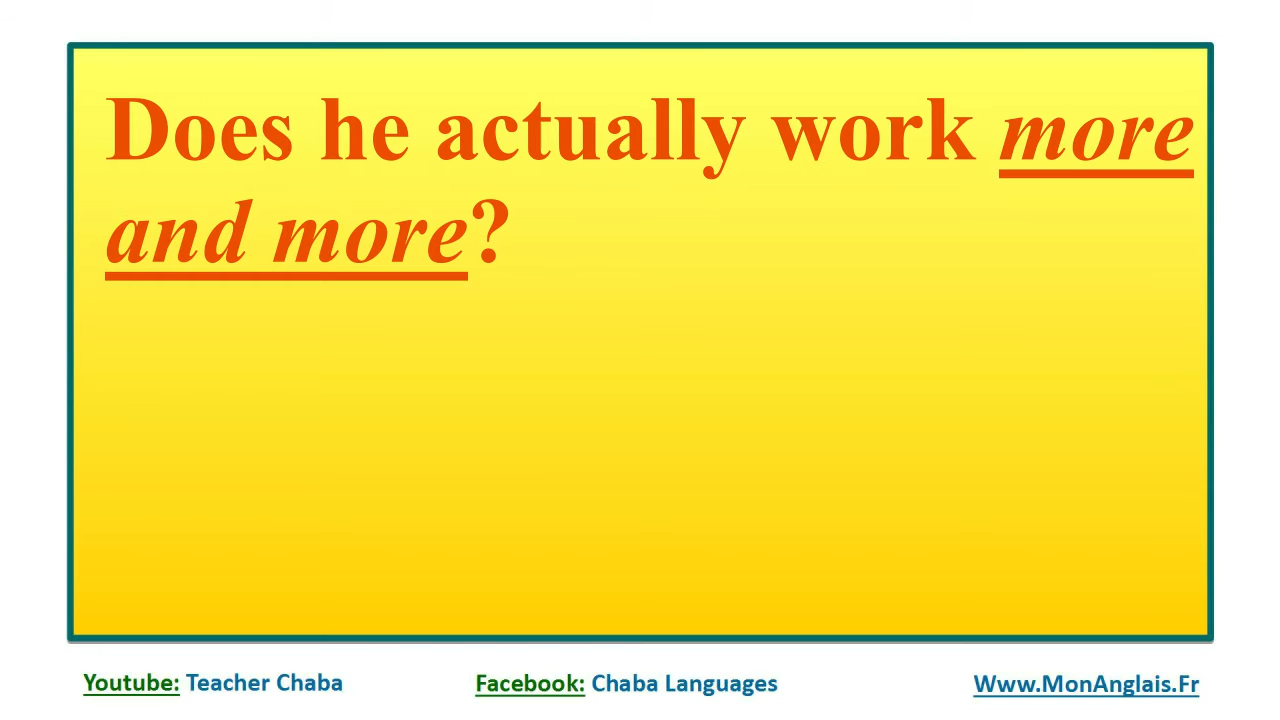 Does he actually work more
and more?
Youtube: Teacher Chaba Facebook: Chaba Languages Www.MonAnglais.Fr